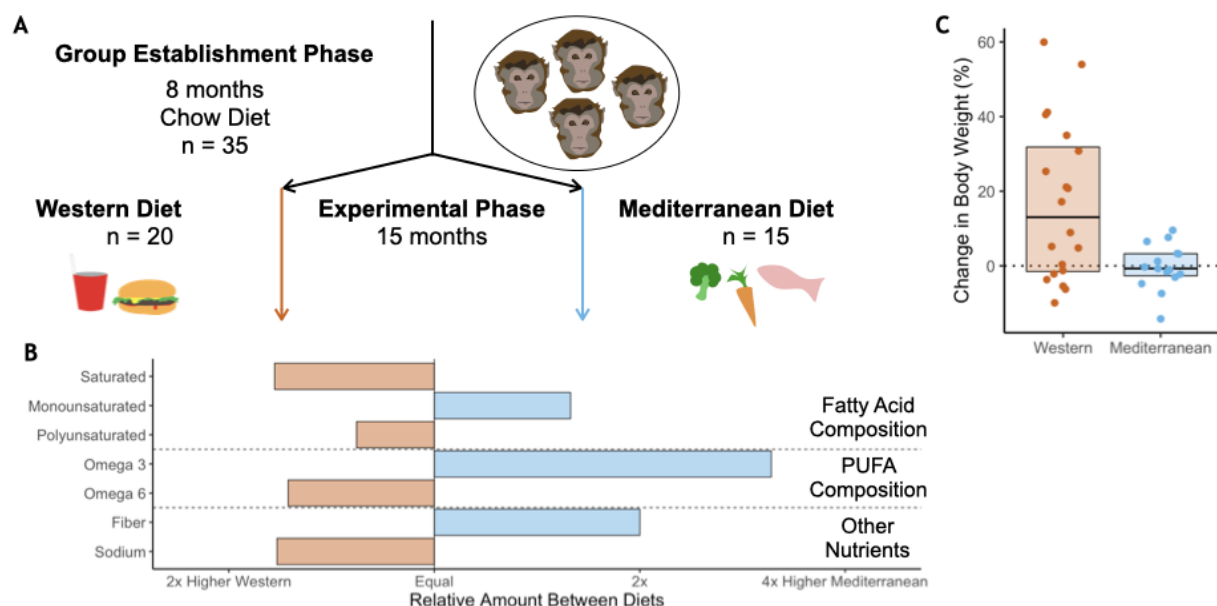 A
Group Establishment Phase
8 months
Chow Diet
n = 35
Western Diet
n = 20
Experimental Phase
15 months
Mediterranean Diet
n = 15
B
Saturated
Monounsaturated
Polyunsaturated
Omega 3
Omega 6
Fiber
Sodium
Fatty Acid
Composition
PUFA
Composition
Other
Nutrients
2x Higher Western
Equal
2x
4x Higher Mediterranean
Relative Amount Between Diets
C
Change in Body Weight (%)
60
40
20
0
Western
Mediterranean